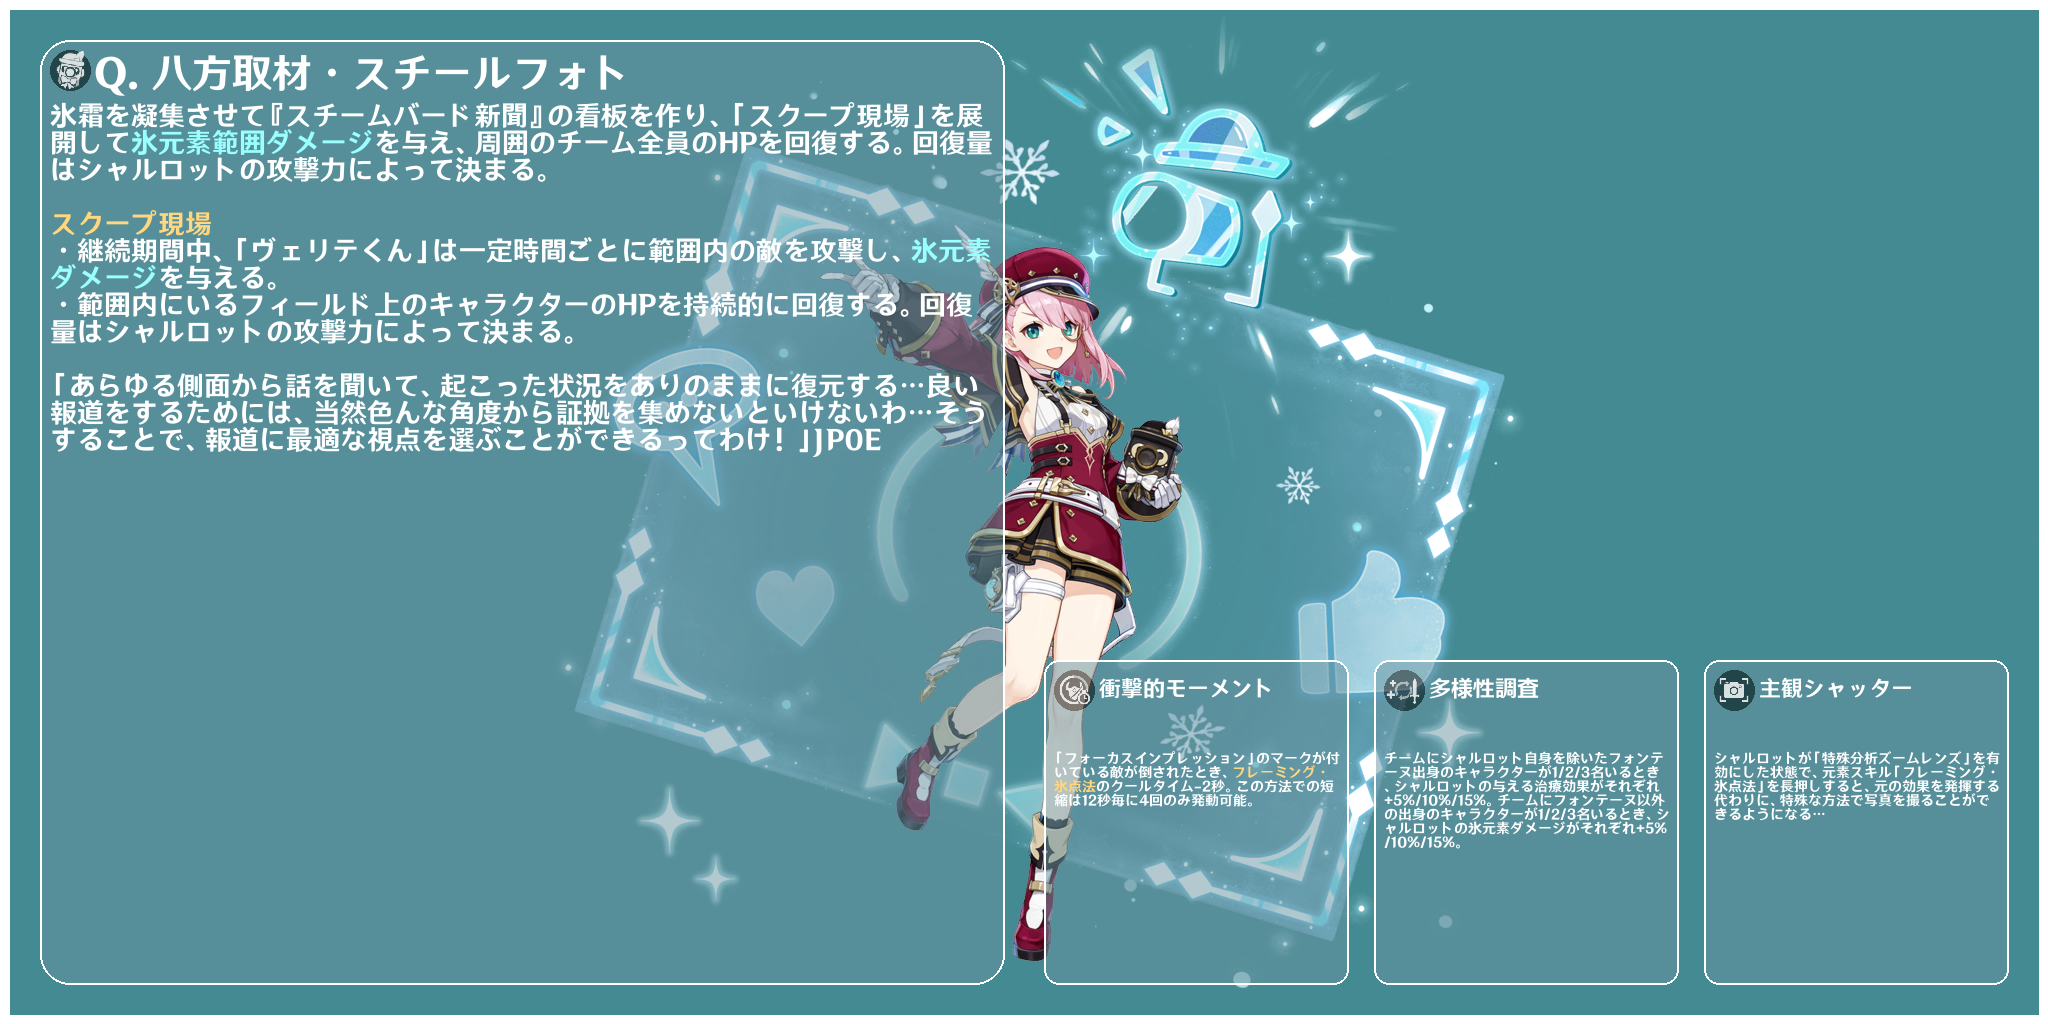 Q. 八方取材・スチールフォト
氷霜を凝集させて『スチームバード新聞』の看板を作り、「スクープ現場」を展
開して氷元素範囲ダメージを与え、周囲のチーム全員のHPを回復する。回復量
はシャルロットの攻撃力によって決まる。
スクープ現場
・継続期間中、「ヴェリテくん」は一定時間ごとに範囲内の敵を攻撃し、氷元素
ダメージを与える。
・範囲内にいるフィールド上のキャラクターのHPを持続的に回復する。回復
量はシャルロットの攻撃力によって決まる。
「あらゆる側面から話を聞いて、起こった状況をありのままに復元する…良い
報道をするためには、当然色んな角度から証拠を集めないといけないわ…そう
することで、報道に最適な視点を選ぶことができるってわけ！」JP0E
衝撃的モーメント
「フォーカスインプレッション」のマークが付
いている敵が倒されたとき、フレーミング・
氷点法のクールタイム-2秒。この方法での短
縮は12秒毎に4回のみ発動可能。
多様性調査
チームにシャルロット自身を除いたフォンテ
ーヌ出身のキャラクターが1/2/3名いるとき
、シャルロットの与える治療効果がそれぞれ
+5%/10%/15%。チームにフォンテーヌ以外
の出身のキャラクターが1/2/3名いるとき、シ
ャルロットの氷元素ダメージがそれぞれ+5%
/10%/15%。
主観シャッター
シャルロットが「特殊分析ズームレンズ」を有
効にした状態で、元素スキル「フレーミング・
氷点法」を長押しすると、元の効果を発揮する
代わりに、特殊な方法で写真を撮ることがで
きるようになる…